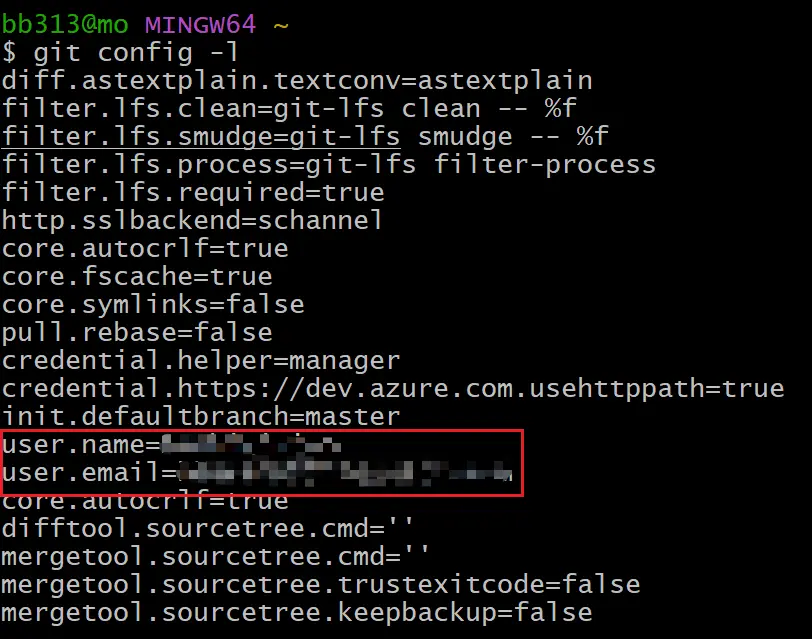 bb313@mo MINGW64 ~
$ git config -l
diff.astextplain.textconv=astextplain
filter.lfs.clean=git-lfs clean -- %f
filter.lfs.smudge=git-lfs smudge -- %f
filter.lfs.process=git-lfs filter-process
filter.lfs.required=true
http.sslbackend=schannel
core.autocrlf=true
core.fscache=true
core.symlinks=false
pull.rebase=false
credential.helper=manager
credential.https://dev.azure.com.usehttppath=true
init.defaultbranch=master
user.name=
user.email=
core.autocrlf=true
difftool.sourcetree.cmd=''
mergetool.sourcetree.cmd=''
mergetool.sourcetree.trustexitcode=false
mergetool.sourcetree.keepbackup=false